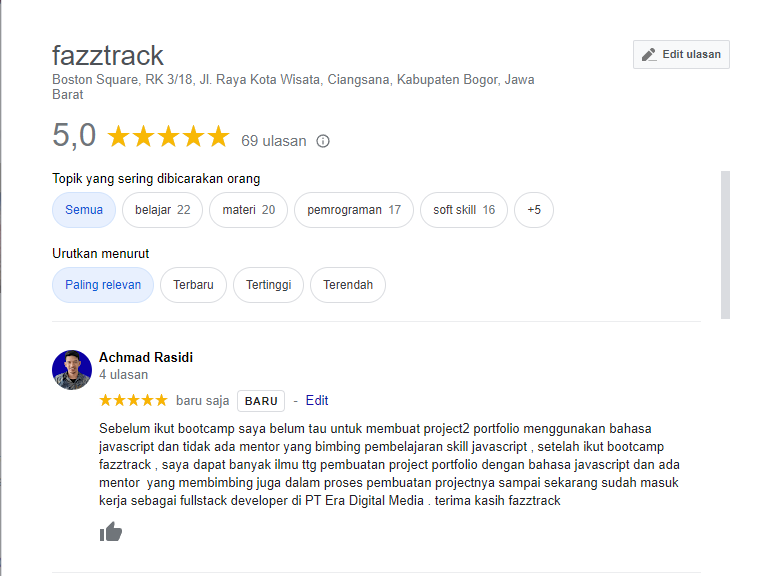 fazztrack
Edit ulasan
Boston Square, RK 3/18, Jl. Raya Kota Wisata, Ciangsana, Kabupaten Bogor, Jawa
Barat
5,0 69 ulasan
Topik yang sering dibicarakan orang
Semua belajar 22 materi 20 pemrograman 17 soft skill 16 +5
Urutkan menurut
Paling relevan Terbaru Tertinggi Terendah
Achmad Rasidi
4 ulasan
baru saja BARU - Edit
Sebelum ikut bootcamp saya belum tau untuk membuat project2 portfolio menggunakan bahasa
javascript dan tidak ada mentor yang bimbing pembelajaran skill javascript , setelah ikut bootcamp
fazztrack , saya dapat banyak ilmu ttg pembuatan project portfolio dengan bahasa javascript dan ada
mentor  yang membimbing juga dalam proses pembuatan projectnya sampai sekarang sudah masuk
kerja sebagai fullstack developer di PT Era Digital Media . terima kasih fazztrack